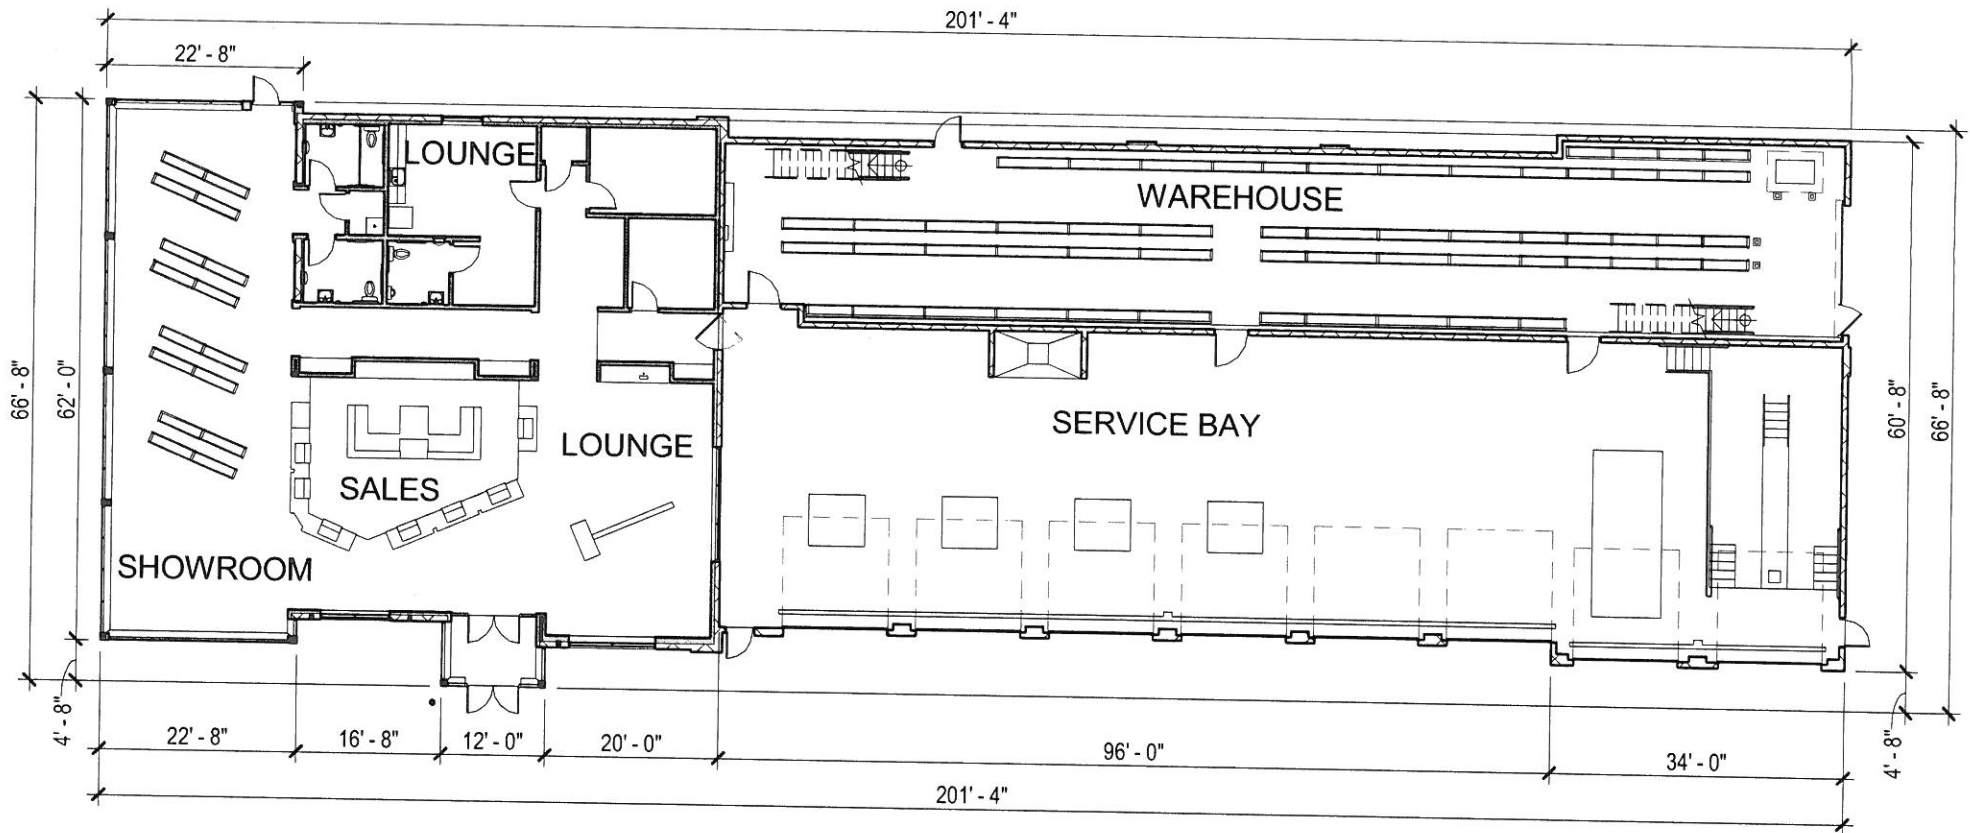 201' - 4"
22' - 8"
LOUNGE
WAREHOUSE
66' - 8"
62' - 0"
60' - 8"
66' - 8"
SERVICE BAY
LOUNGE
SALES
SHOWROOM
4' - 8"
22' - 8"
16' - 8"
12' - 0"
20' - 0"
96' - 0"
34' - 0"
4' - 8"
201' - 4"